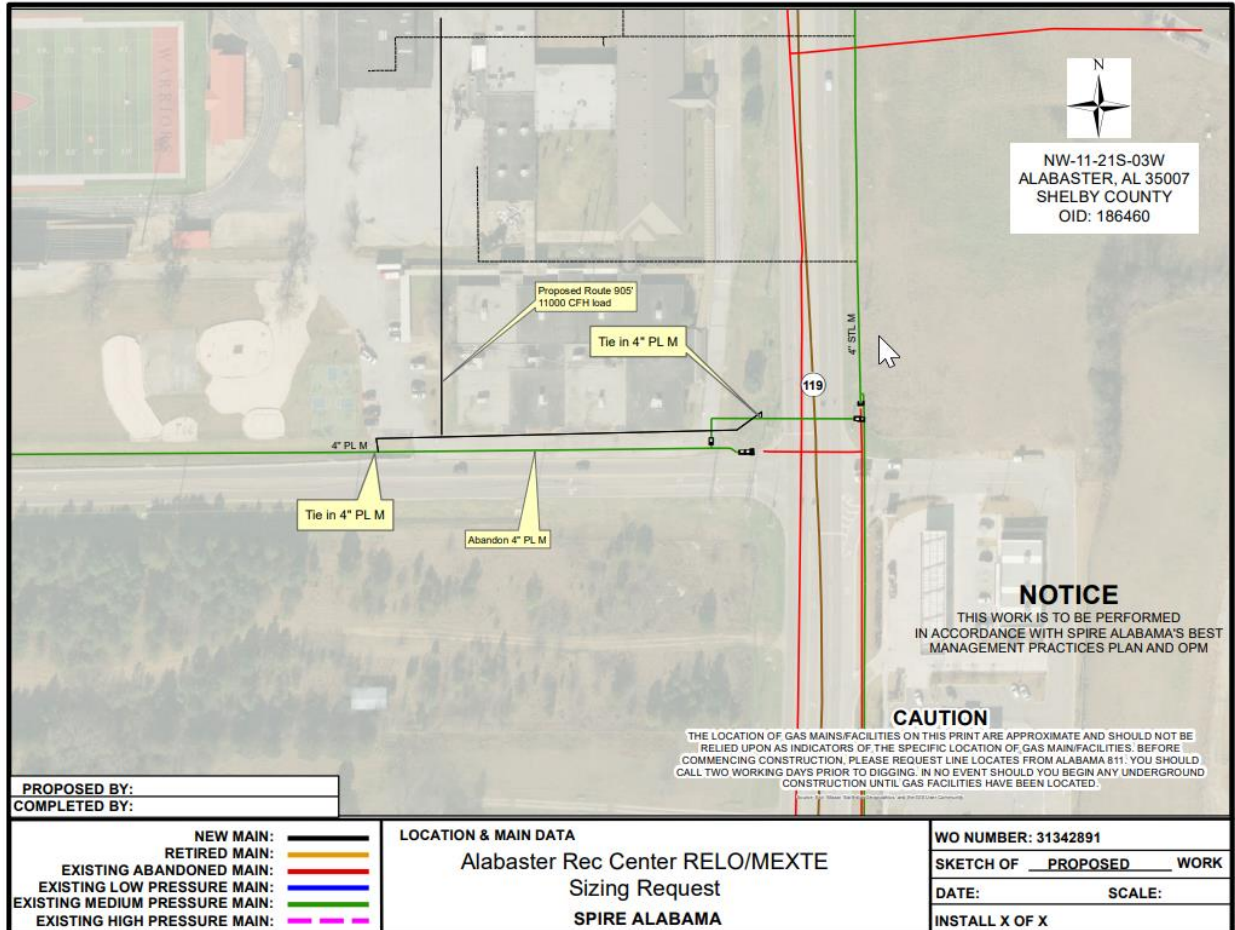 WARRIORS
N
NW-11-21S-03W
ALABASTER, AL 35007
SHELBY COUNTY
OID: 186460
Proposed Route 905'
11000 CFH load
Tie in 4" PL M
4" STL M
119
4" PL M
Tie in 4" PL M
Abandon 4" PL M
NOTICE
THIS WORK IS TO BE PERFORMED
IN ACCORDANCE WITH SPIRE ALABAMA'S BEST
MANAGEMENT PRACTICES PLAN AND OPM
CAUTION
THE LOCATION OF GAS MAINS/FACILITIES ON THIS PRINT ARE APPROXIMATE AND SHOULD NOT BE
RELIED UPON AS INDICATORS OF THE SPECIFIC LOCATION OF GAS MAIN/FACILITIES. BEFORE
COMMENCING CONSTRUCTION, PLEASE REQUEST LINE LOCATES FROM ALABAMA 811. YOU SHOULD
CALL TWO WORKING DAYS PRIOR TO DIGGING. IN NO EVENT SHOULD YOU BEGIN ANY UNDERGROUND
CONSTRUCTION UNTIL GAS FACILITIES HAVE BEEN LOCATED.
PROPOSED BY:
COMPLETED BY:
NEW MAIN:
RETIRED MAIN:
EXISTING ABANDONED MAIN:
EXISTING LOW PRESSURE MAIN:
EXISTING MEDIUM PRESSURE MAIN:
EXISTING HIGH PRESSURE MAIN:
LOCATION & MAIN DATA
Alabaster Rec Center RELO/MEXTE
Sizing Request
SPIRE ALABAMA
WO NUMBER: 31342891
SKETCH OF PROPOSED WORK
DATE: SCALE:
INSTALL X OF X